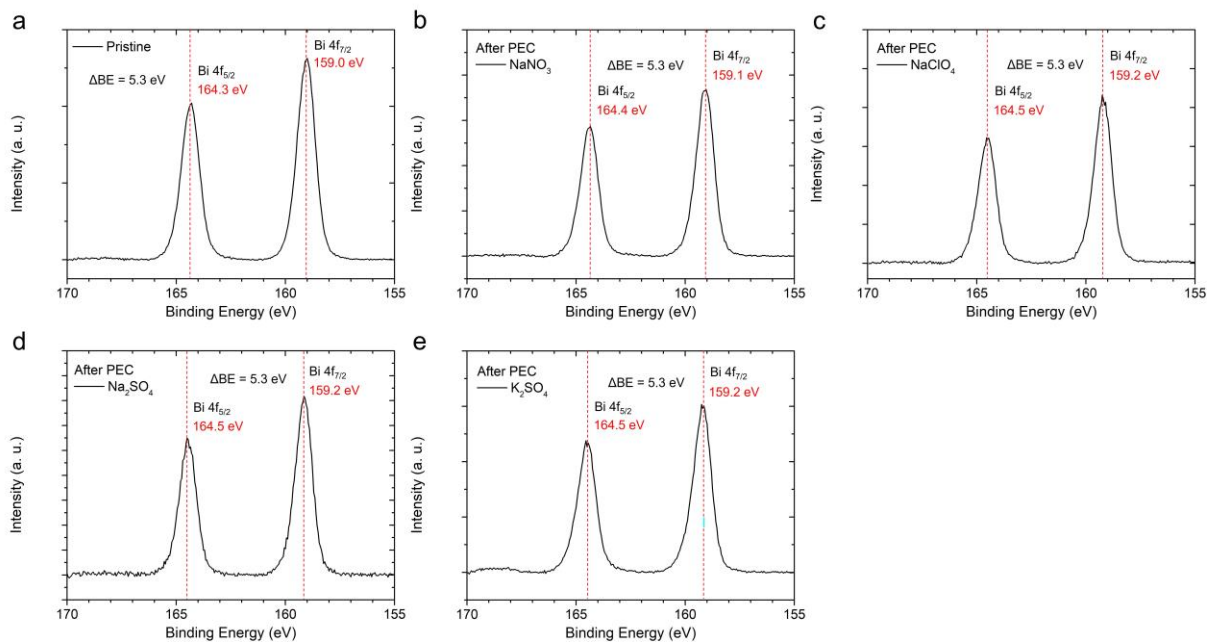 a
Pristine
ΔBE = 5.3 eV
Bi 4f5/2
164.3 eV
Bi 4f7/2
159.0 eV
Intensity (a. u.)
170 165 160 155
Binding Energy (eV)
b
After PEC
NaNO3
ΔBE = 5.3 eV
Bi 4f5/2
164.4 eV
Bi 4f7/2
159.1 eV
Intensity (a. u.)
170 165 160 155
Binding Energy (eV)
c
After PEC
NaClO4
ΔBE = 5.3 eV
Bi 4f5/2
164.5 eV
Bi 4f7/2
159.2 eV
Intensity (a. u.)
170 165 160 155
Binding Energy (eV)
d
After PEC
Na2SO4
ΔBE = 5.3 eV
Bi 4f5/2
164.5 eV
Bi 4f7/2
159.2 eV
Intensity (a. u.)
170 165 160 155
Binding Energy (eV)
e
After PEC
K2SO4
ΔBE = 5.3 eV
Bi 4f5/2
164.5 eV
Bi 4f7/2
159.2 eV
Intensity (a. u.)
170 165 160 155
Binding Energy (eV)